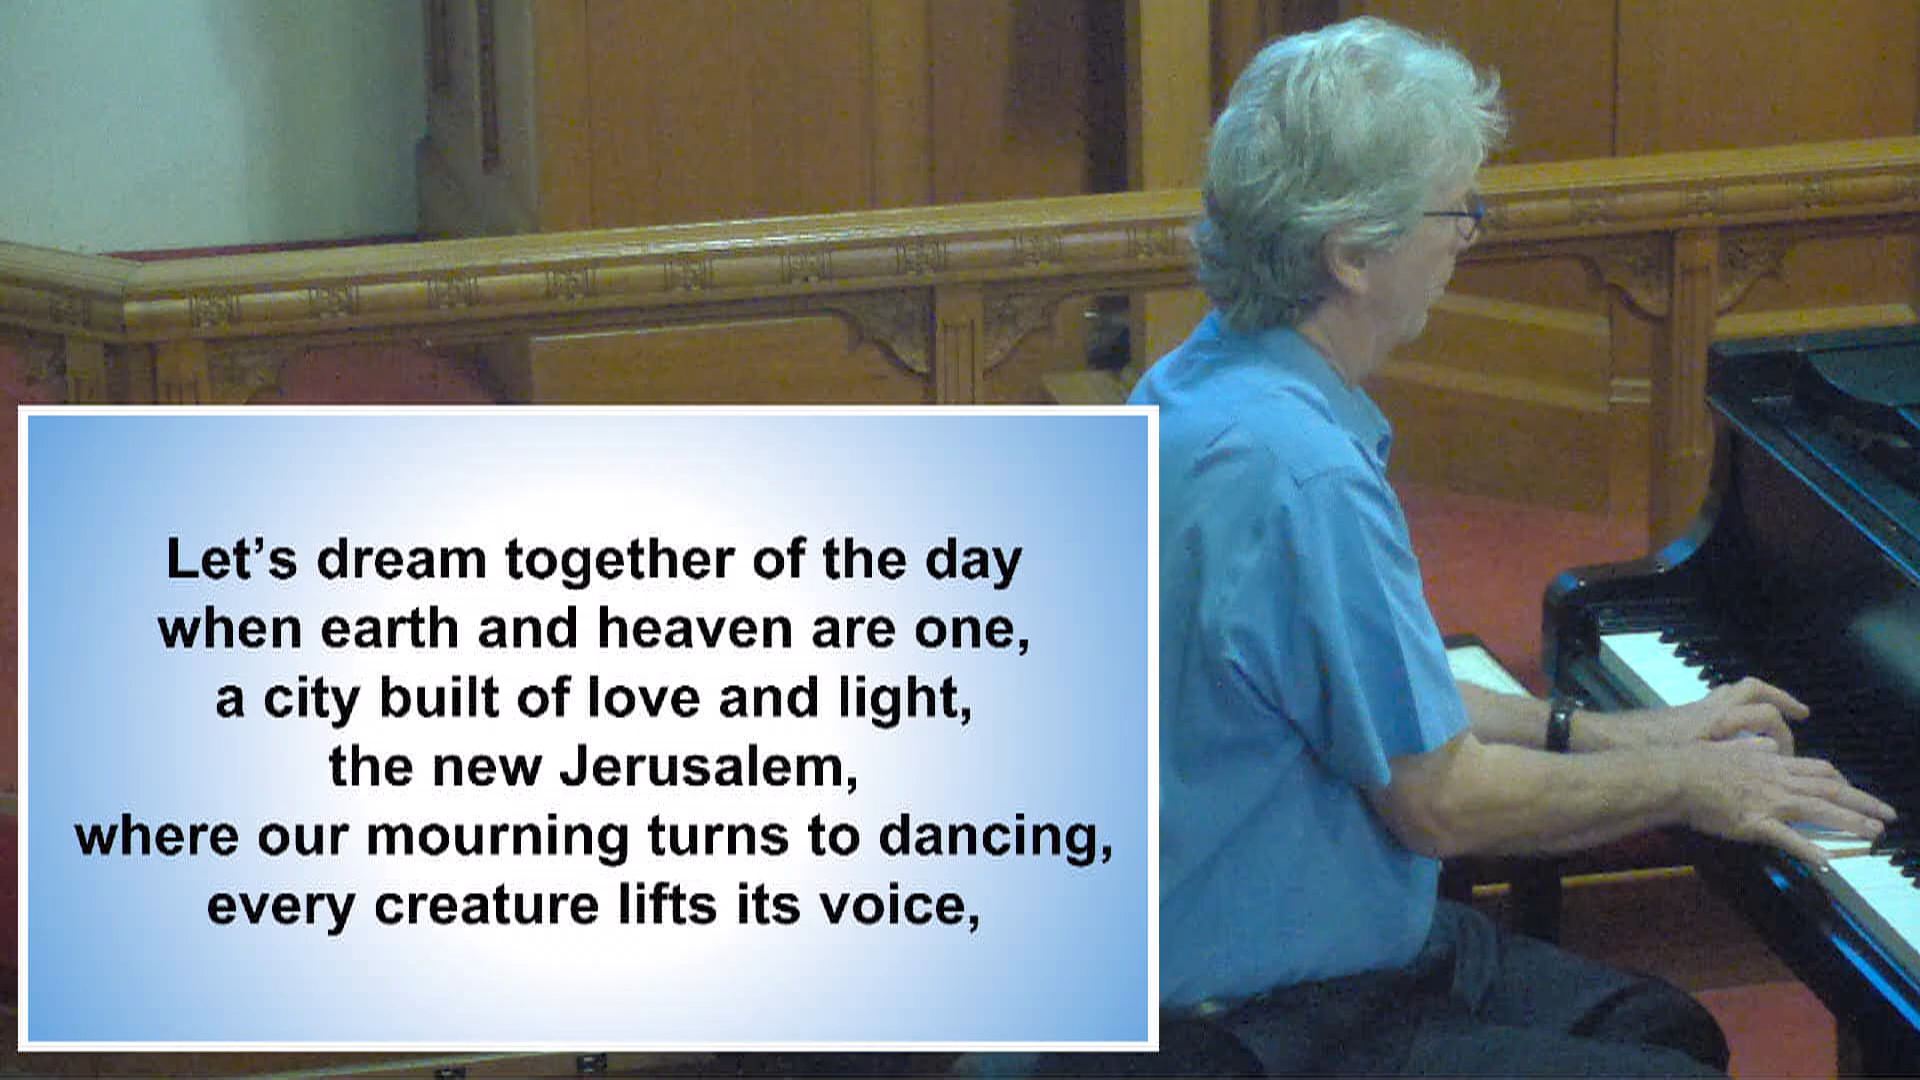 Let’s dream together of the day
when earth and heaven are one,
a city built of love and light,
the new Jerusalem,
where our mourning turns to dancing,
every creature lifts its voice,